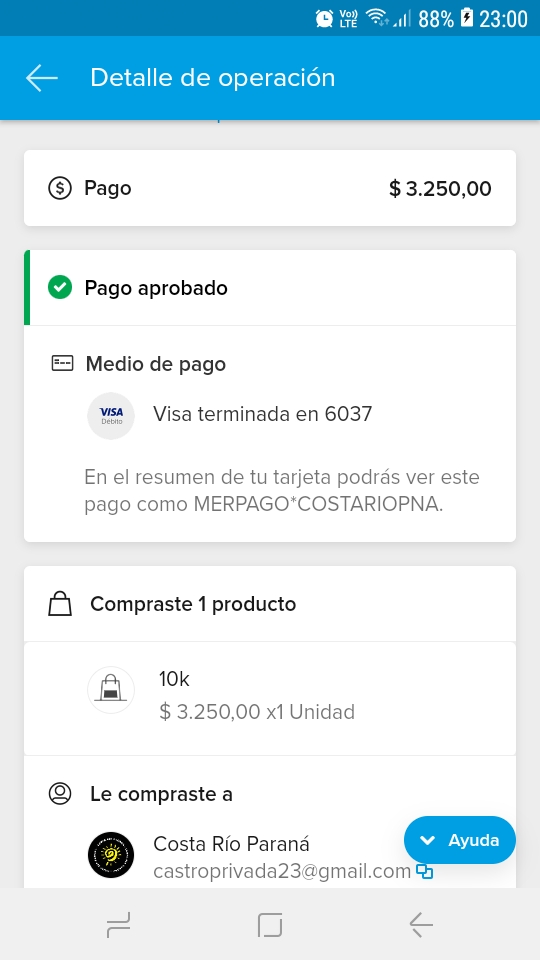 Vo))
LTE
88%
23:00
Detalle de operación
Pago
$ 3.250,00
Pago aprobado
Medio de pago
VISA
Débito
Visa terminada en 6037
En el resumen de tu tarjeta podrás ver este
pago como MERPAGO*COSTARIOPNA.
Compraste 1 producto
10k
$ 3.250,00 x1 Unidad
Le compraste a
Costa Río Paraná
castroprivada23@gmail.com
Ayuda